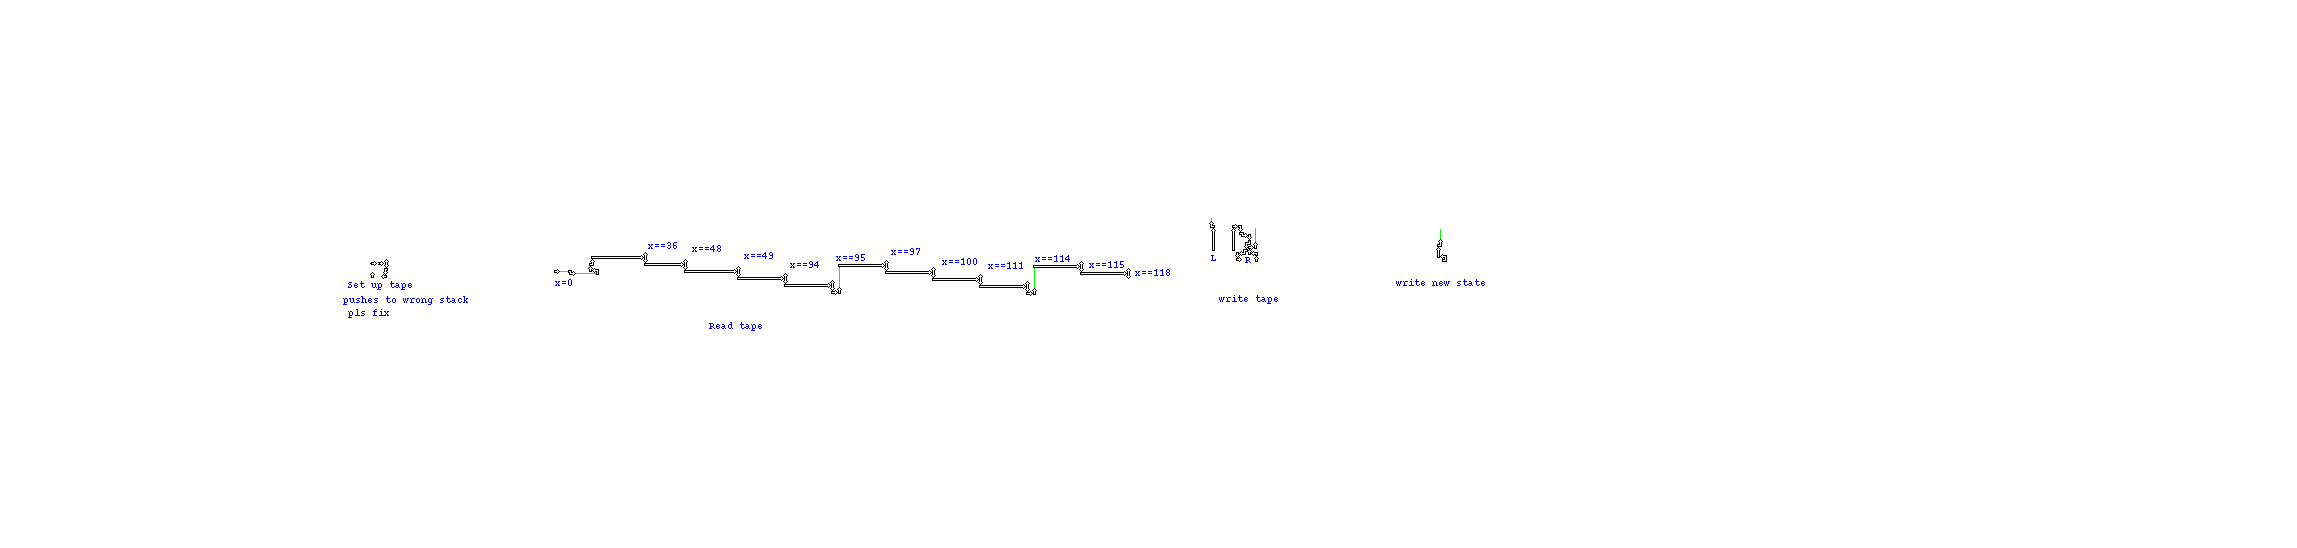 x==36
x==48
x==49
x==94
x==95
x==97
x==100
x==111
x==114
x==115
x==118
x=0
L
R
Set up tape
pushes to wrong stack
pls fix
Read tape
write tape
write new state